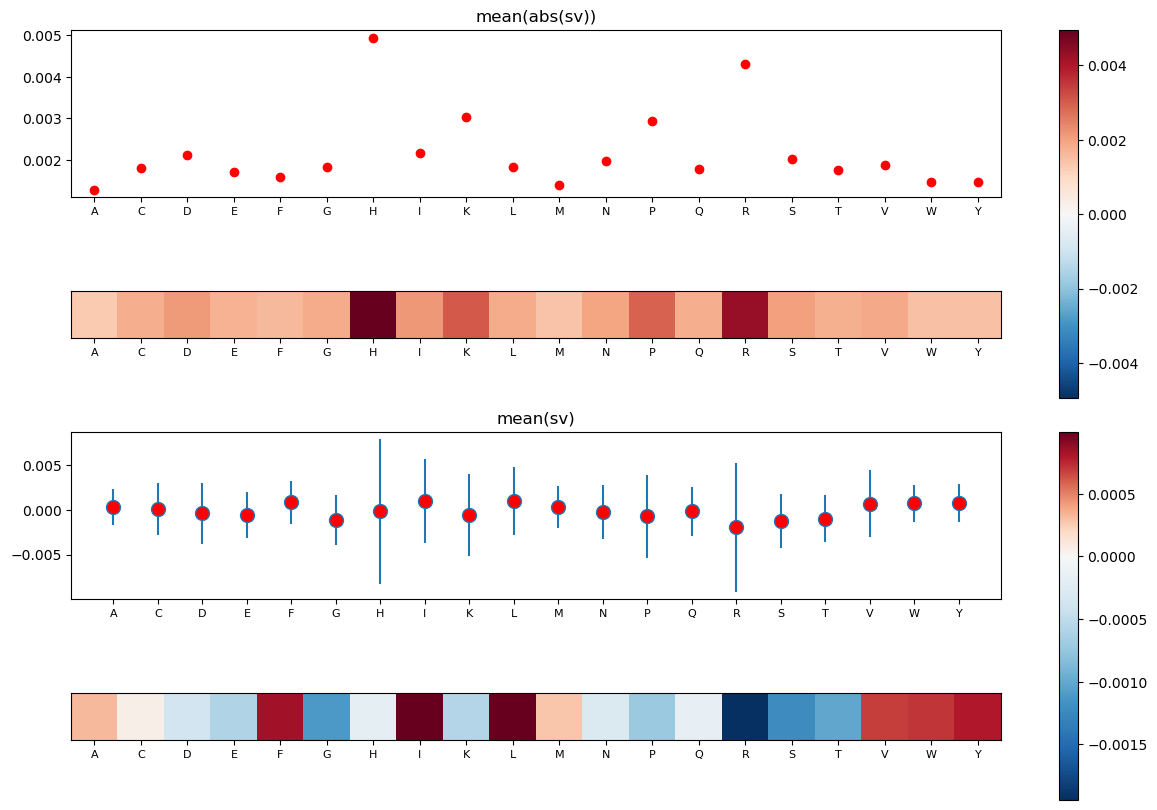 mean(abs(sv))
0.005
0.004
0.003
0.002
A C D E F G H I K L M N P Q R S T V W Y
A C D E F G H I K L M N P Q R S T V W Y
0.004
0.002
0.000
−0.002
−0.004
mean(sv)
0.005
0.000
−0.005
A C D E F G H I K L M N P Q R S T V W Y
A C D E F G H I K L M N P Q R S T V W Y
0.0005
0.0000
−0.0005
−0.0010
−0.0015